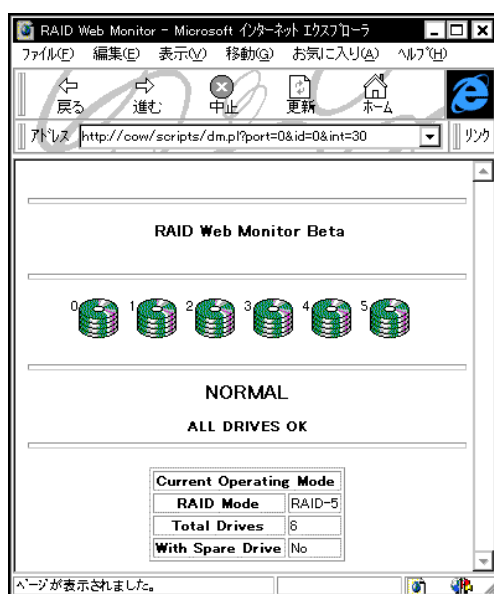 RAID Web Monitor - Microsoft インターネット エクスプローラ
ファイル(F) 編集(E) 表示(V) 移動(G) お気に入り(A) ヘルプ(H)
戻る 進む 中止 更新 ホーム
アドレス http://cow/scripts/dm.pl?port=0&id=0&int=30 リンク
RAID Web Monitor Beta
0 1 2 3 4 5
NORMAL
ALL DRIVES OK
Current Operating Mode
RAID Mode RAID-5
Total Drives 6
With Spare Drive No
ページが表示されました。